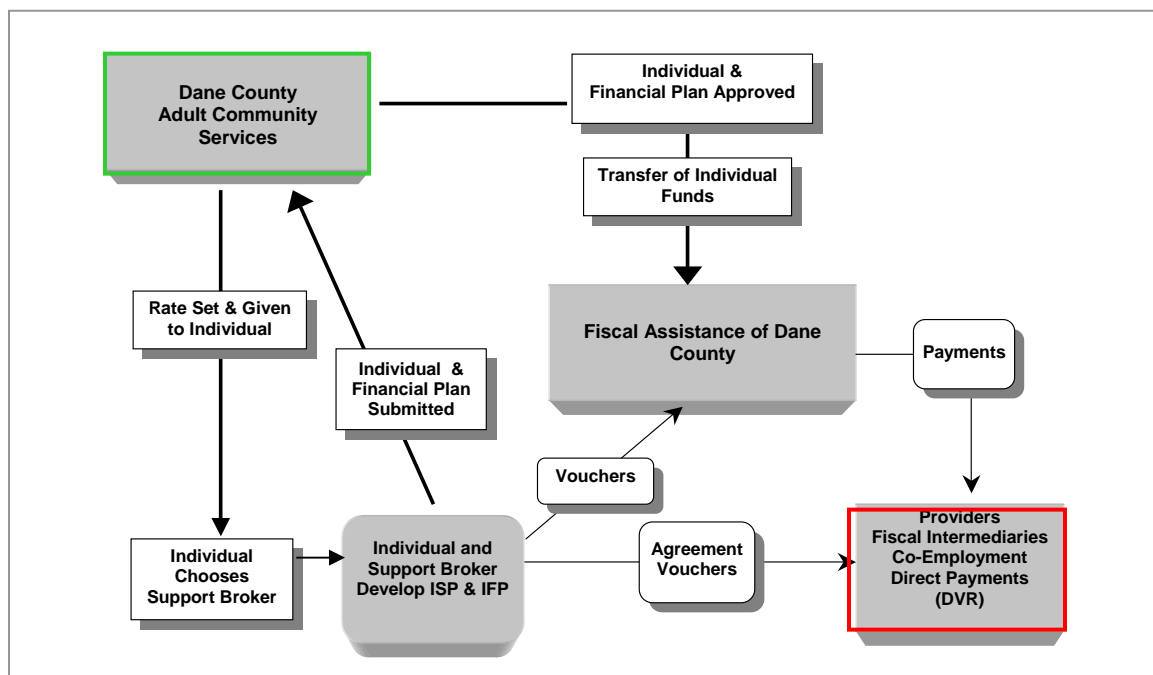 Individual &
Financial Plan Approved
Dane County
Adult Community
Services
Transfer of Individual
Funds
Rate Set & Given
to Individual
Fiscal Assistance of Dane
County
Payments
Individual &
Financial Plan
Submitted
Vouchers
Individual
Chooses
Support Broker
Individual and
Support Broker
Develop ISP & IFP
Agreement
Vouchers
Providers
Fiscal Intermediaries
Co-Employment
Direct Payments
(DVR)